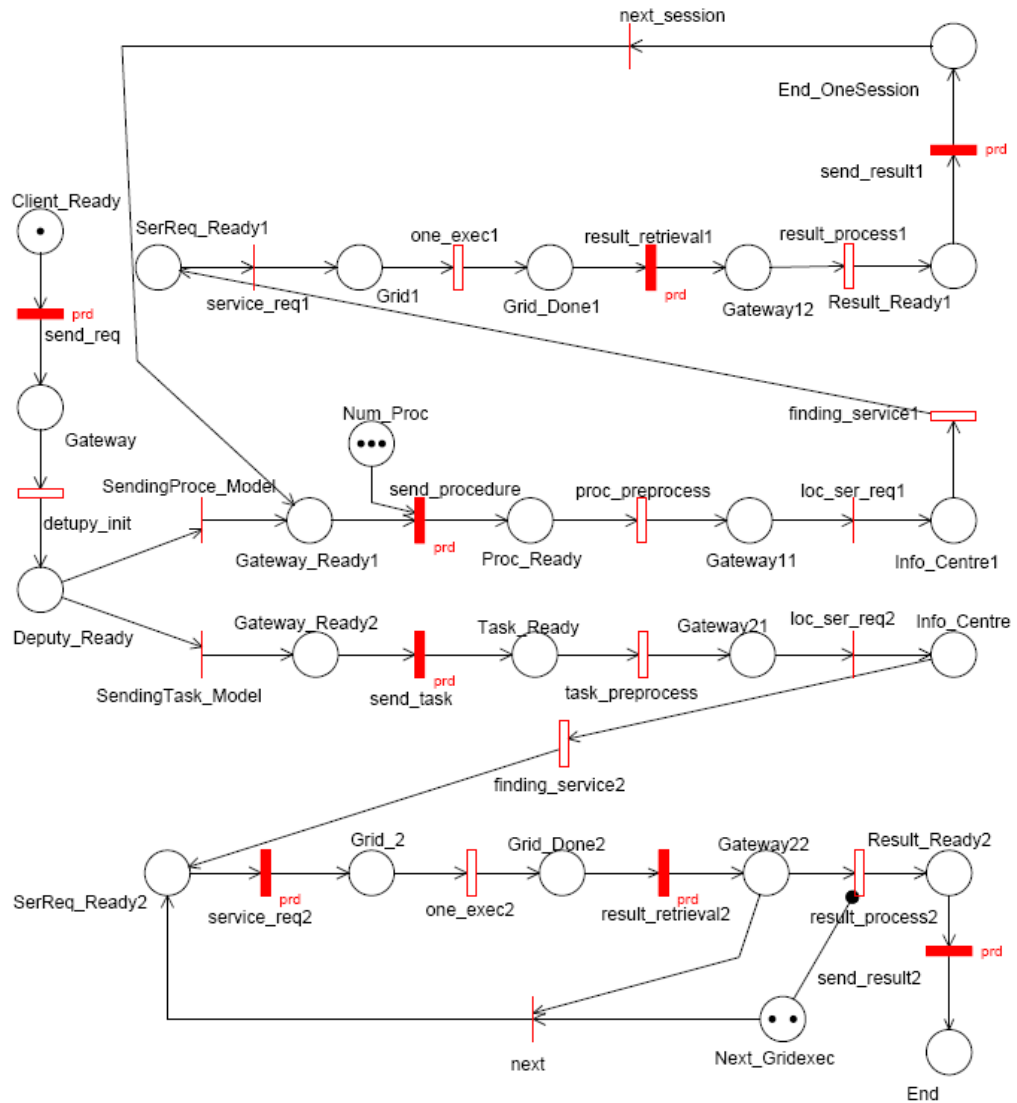 next_session
End_OneSession
prd
send_result1
Client_Ready
SerReq_Ready1
one_exec1
result_retrieval1
result_process1
service_req1
Grid1
Grid_Done1
prd
Gateway12
Result_Ready1
prd
send_req
Num_Proc
finding_service1
Gateway
SendingProce_Model
send_procedure
proc_preprocess
loc_ser_req1
detupy_init
Gateway_Ready1
prd
Proc_Ready
Gateway11
Info_Centre1
Deputy_Ready
Gateway_Ready2
Task_Ready
Gateway21
loc_ser_req2
Info_Centre
SendingTask_Model
prd
send_task
task_preprocess
finding_service2
Grid_2
Grid_Done2
Gateway22
Result_Ready2
SerReq_Ready2
prd
service_req2
one_exec2
prd
result_retrieval2
result_process2
prd
send_result2
next
Next_Gridexec
End